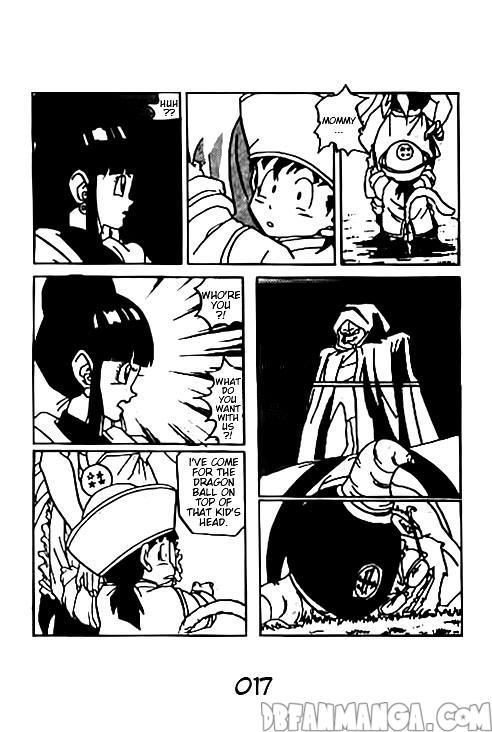 HUH
??
MOMMY
...
WHO'RE
YOU
?!
WHAT
DO YOU
WANT
WITH
US
?!
I'VE COME
FOR THE
DRAGON
BALL ON
TOP OF
THAT KID'S
HEAD.
017
DBFANMANGA.COM